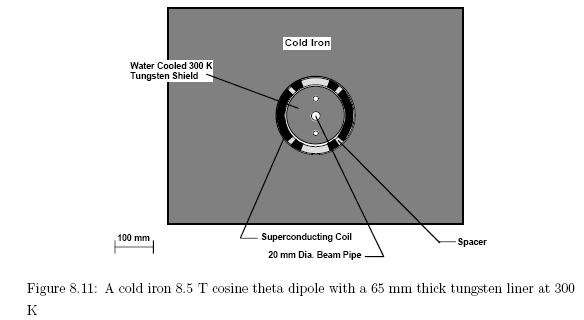 Cold Iron
Water Cooled 300 K
Tungsten Shield
100 mm
Superconducting Coil
Spacer
20 mm Dia. Beam Pipe
Figure 8.11: A cold iron 8.5 T cosine theta dipole with a 65 mm thick tungsten liner at 300
K